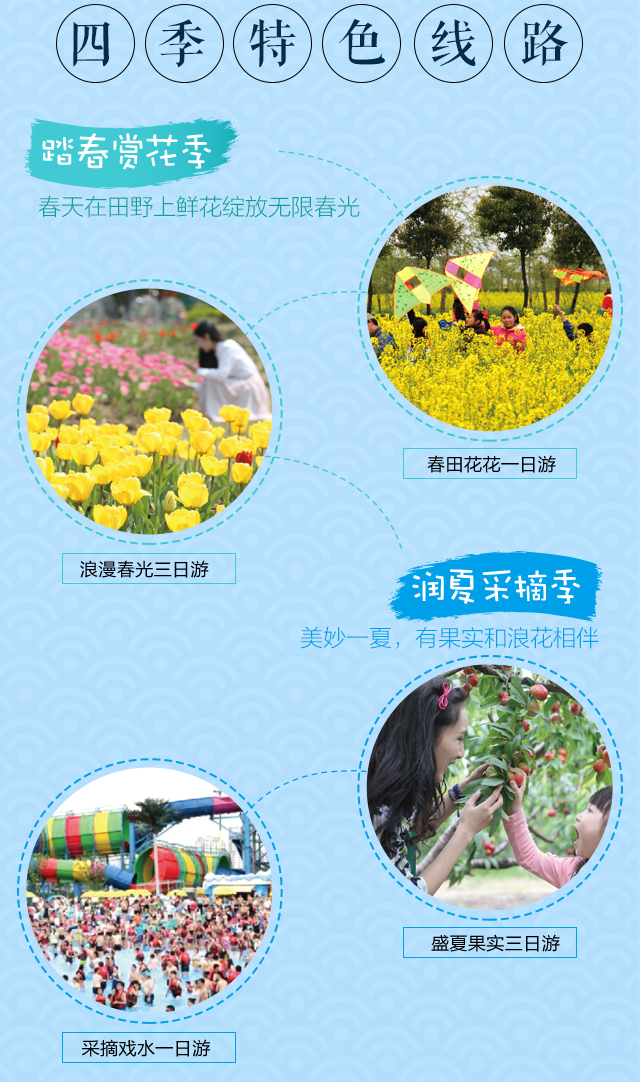 四季特色线路
踏春赏花季
春天在田野上鲜花绽放无限春光
春田花花一日游
浪漫春光三日游
润夏采摘季
美妙一夏，有果实和浪花相伴
盛夏果实三日游
采摘戏水一日游